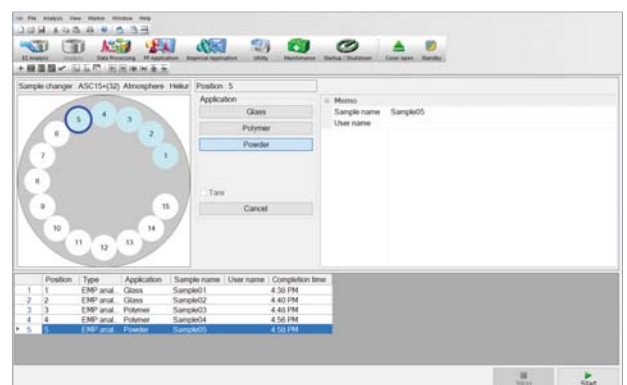 File Analysis View Marker Window Help
EZ Analysis Analysis Data Processing FP Application Empirical Application Utility Maintenance Startup / Shutdown Cover open Standby
Sample changer : ASC15+(32) Atmosphere : Helium Position : 5
Application
Glass
Polymer
Powder
Tare
Cancel
Memo
Sample name Sample05
User name
5 4 3 2 1
6 7 8 9 10 11 12 13 14 15
Position Type Application Sample name User name Completion time
1 1 EMP anal... Glass Sample01 4:38 PM
2 2 EMP anal... Glass Sample02 4:40 PM
3 3 EMP anal... Polymer Sample03 4:48 PM
4 4 EMP anal... Polymer Sample04 4:56 PM
5 5 EMP anal... Powder Sample05 4:58 PM
Stop Start